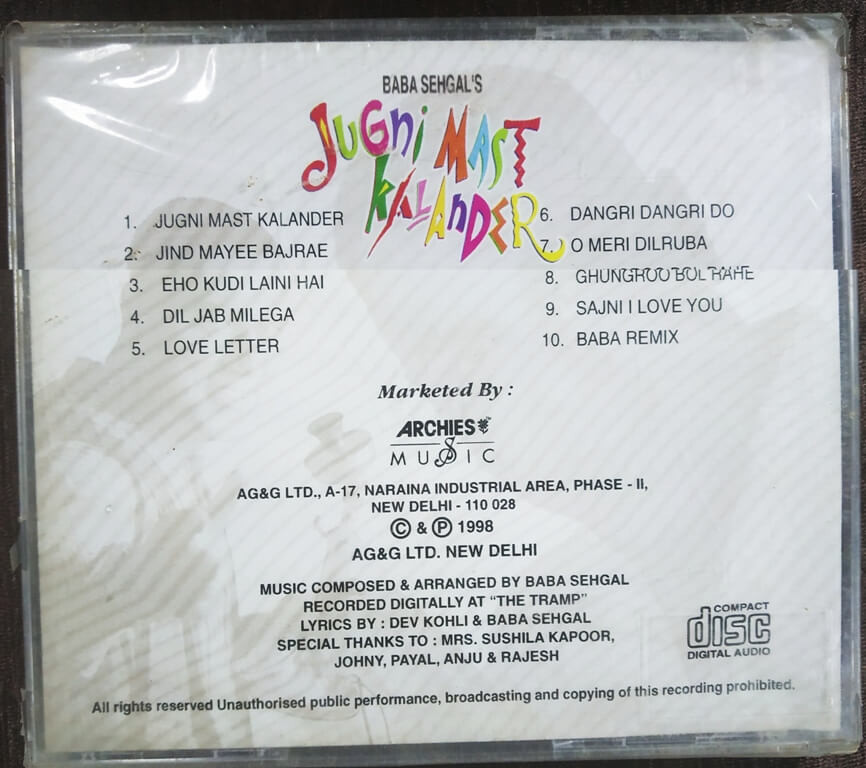 BABA SEHGAL'S
JUGNI MAST
KALANDER
1. JUGNI MAST KALANDER
2. JIND MAYEE BAJRAE
3. EHO KUDI LAINI HAI
4. DIL JAB MILEGA
5. LOVE LETTER
6. DANGRI DANGRI DO
7. O MERI DILRUBA
8. GHUNGROO BOL RAHE
9. SAJNI I LOVE YOU
10. BABA REMIX
Marketed By :
ARCHIES™
MUSIC
AG&G LTD., A-17, NARAINA INDUSTRIAL AREA, PHASE - II,
NEW DELHI - 110 028
© & ℗ 1998
AG&G LTD. NEW DELHI
MUSIC COMPOSED & ARRANGED BY BABA SEHGAL
RECORDED DIGITALLY AT "THE TRAMP"
LYRICS BY : DEV KOHLI & BABA SEHGAL
SPECIAL THANKS TO : MRS. SUSHILA KAPOOR,
JOHNY, PAYAL, ANJU & RAJESH
COMPACT
disc
DIGITAL AUDIO
All rights reserved Unauthorised public performance, broadcasting and copying of this recording prohibited.